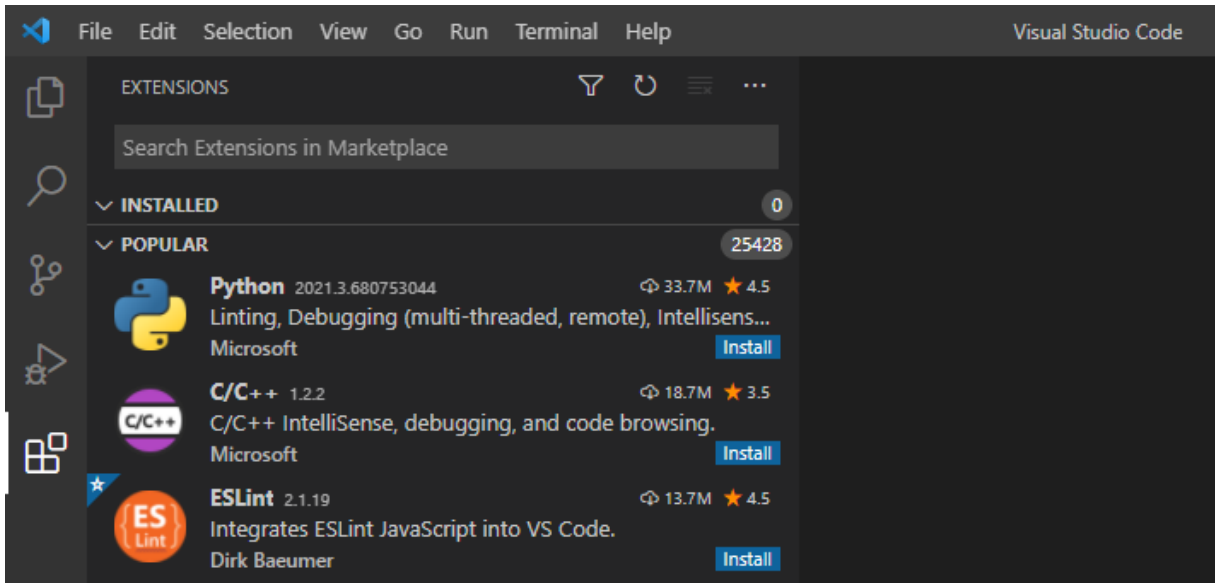 File Edit Selection View Go Run Terminal Help Visual Studio Code
EXTENSIONS
Search Extensions in Marketplace
INSTALLED 0
POPULAR 25428
Python 2021.3.680753044 33.7M 4.5
Linting, Debugging (multi-threaded, remote), Intellisens...
Microsoft Install
C/C++ 1.2.2 18.7M 3.5
C/C++
C/C++ IntelliSense, debugging, and code browsing.
Microsoft Install
ESLint 2.1.19 13.7M 4.5
ES
Lint
Integrates ESLint JavaScript into VS Code.
Dirk Baeumer Install